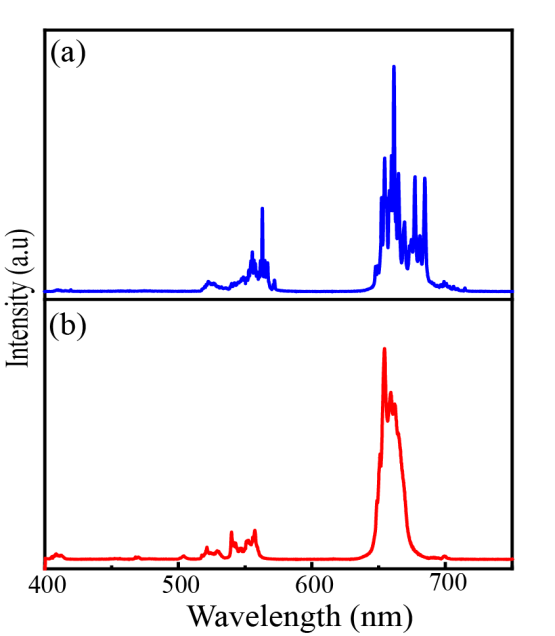 (a)
(b)
Intensity (a.u)
400 500 600 700
Wavelength (nm)